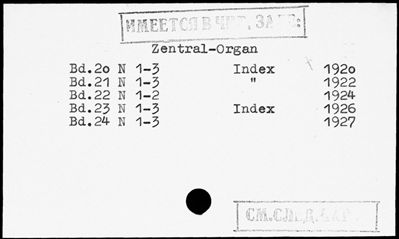 ИМЕЕТСЯ В ЧИТ. ЗАЛЕ:
Zentral-Organ
Bd.2o N 1-3 Index 192o
Bd.21 N 1-3 " 1922
Bd.22 N 1-2 1924
Bd.23 N 1-3 Index 1926
Bd.24 N 1-3 1927
СМ. СЛЕД.